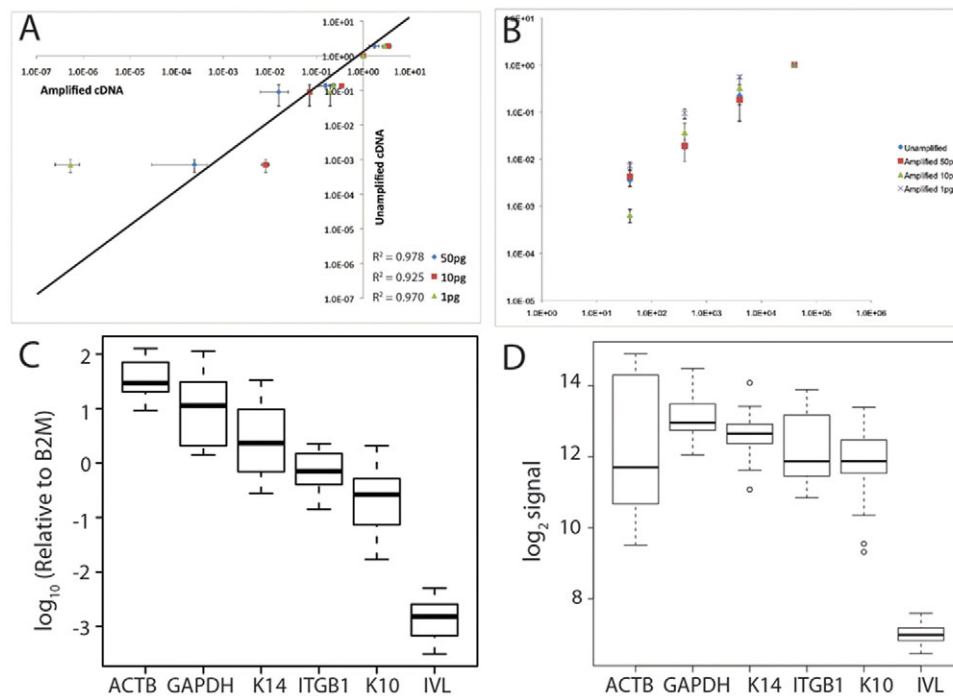 A
1.0E-07 1.0E-06 1.0E-05 1.0E-04 1.0E-03 1.0E-02 1.0E-01 1.0E+00 1.0E+01
Amplified cDNA
1.0E-01
1.0E-02
1.0E-03
1.0E-04
1.0E-05
1.0E-06
1.0E-07
Unamplified cDNA
R² = 0.978 50pg
R² = 0.925 10pg
R² = 0.970 1pg
B
1.0E+01
1.0E+00
1.0E-01
1.0E-02
1.0E-03
1.0E-04
1.0E-05
1.0E+00 1.0E+01 1.0E+02 1.0E+03 1.0E+04 1.0E+05 1.0E+06
Unamplified
Amplified 50p
Amplified 10p
Amplified 1pg
C
log₁₀ (Relative to B2M)
2
1
0
-1
-2
-3
ACTB GAPDH K14 ITGB1 K10 IVL
D
log₂ signal
14
12
10
8
ACTB GAPDH K14 ITGB1 K10 IVL